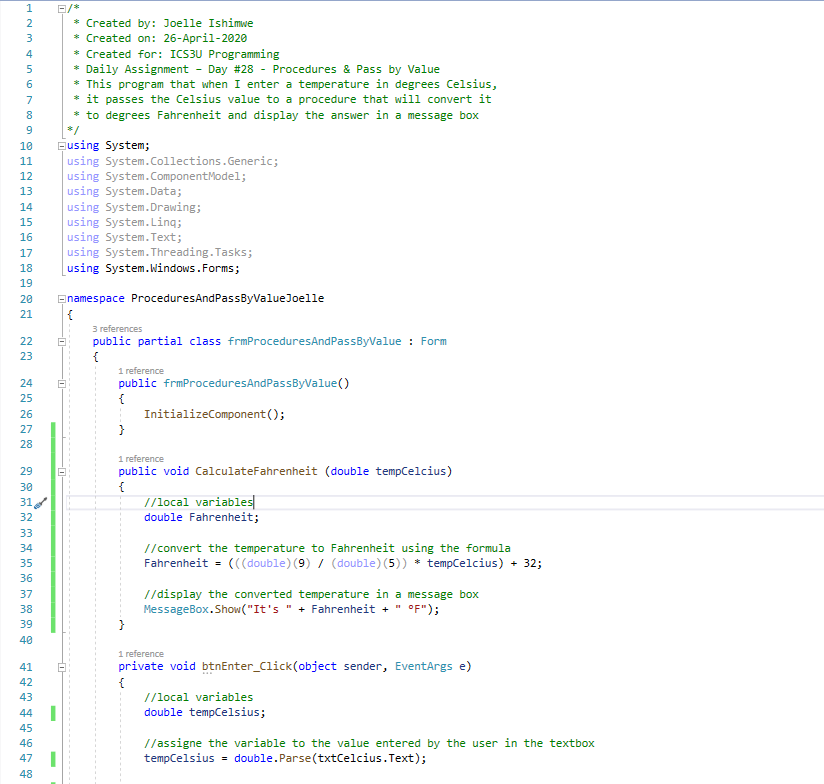 1 /*
2 * Created by: Joelle Ishimwe
3 * Created on: 26-April-2020
4 * Created for: ICS3U Programming
5 * Daily Assignment – Day #28 - Procedures & Pass by Value
6 * This program that when I enter a temperature in degrees Celsius,
7 * it passes the Celsius value to a procedure that will convert it
8 * to degrees Fahrenheit and display the answer in a message box
9 */
10 using System;
11 using System.Collections.Generic;
12 using System.ComponentModel;
13 using System.Data;
14 using System.Drawing;
15 using System.Linq;
16 using System.Text;
17 using System.Threading.Tasks;
18 using System.Windows.Forms;
19
20 namespace ProceduresAndPassByValueJoelle
21 {
3 references
22 public partial class frmProceduresAndPassByValue : Form
23 {
1 reference
24 public frmProceduresAndPassByValue()
25 {
26 InitializeComponent();
27 }
28
1 reference
29 public void CalculateFahrenheit (double tempCelcius)
30 {
31 //local variables
32 double Fahrenheit;
33
34 //convert the temperature to Fahrenheit using the formula
35 Fahrenheit = (((double)(9) / (double)(5)) * tempCelcius) + 32;
36
37 //display the converted temperature in a message box
38 MessageBox.Show("It's " + Fahrenheit + " °F");
39 }
40
1 reference
41 private void btnEnter_Click(object sender, EventArgs e)
42 {
43 //local variables
44 double tempCelsius;
45
46 //assigne the variable to the value entered by the user in the textbox
47 tempCelsius = double.Parse(txtCelcius.Text);
48